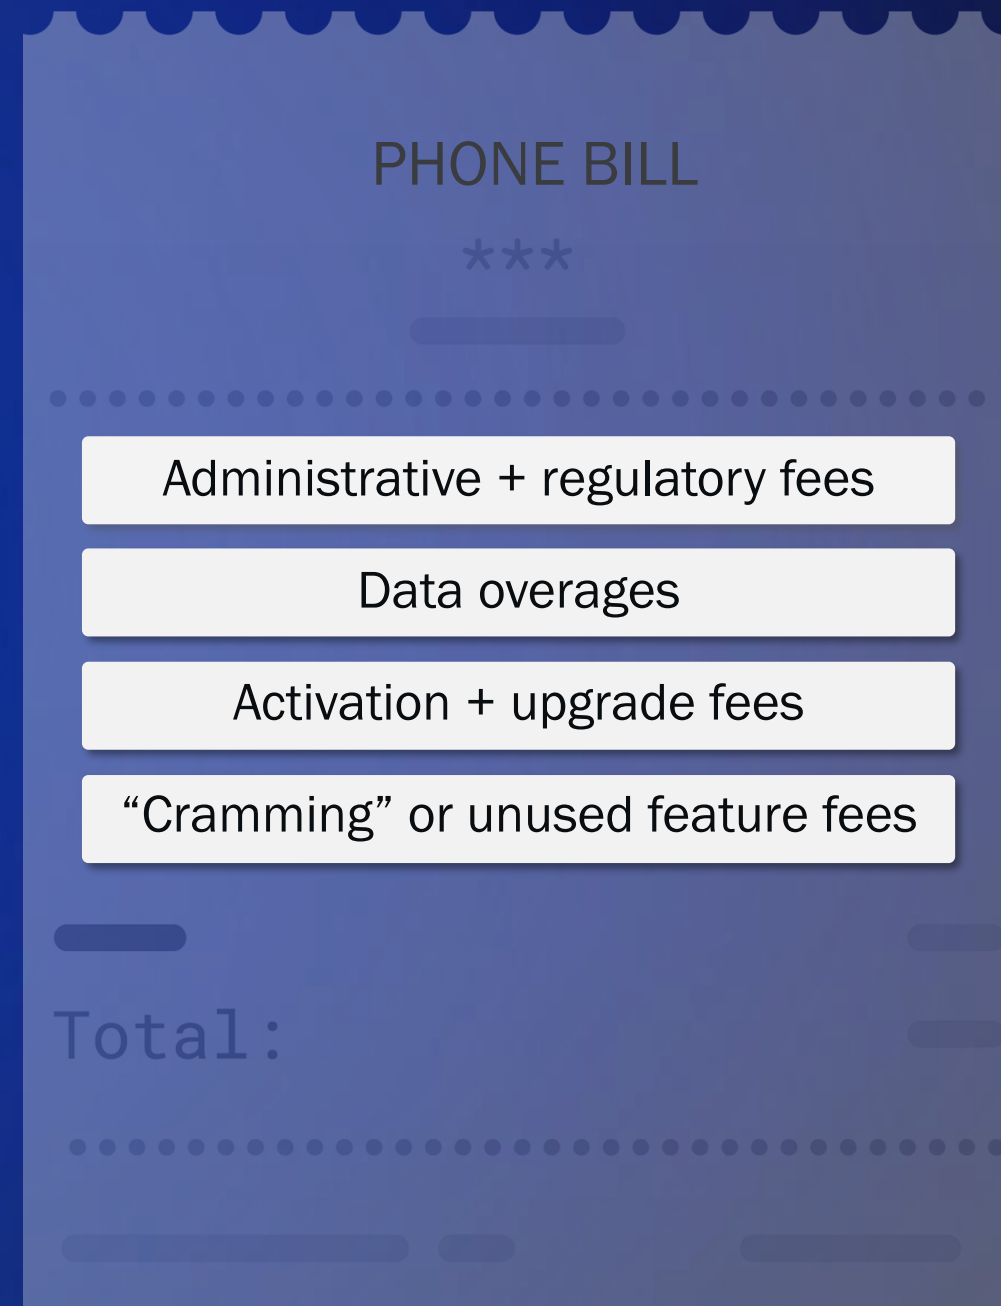 PHONE BILL
***
Administrative + regulatory fees
Data overages
Activation + upgrade fees
“Cramming” or unused feature fees
Total: